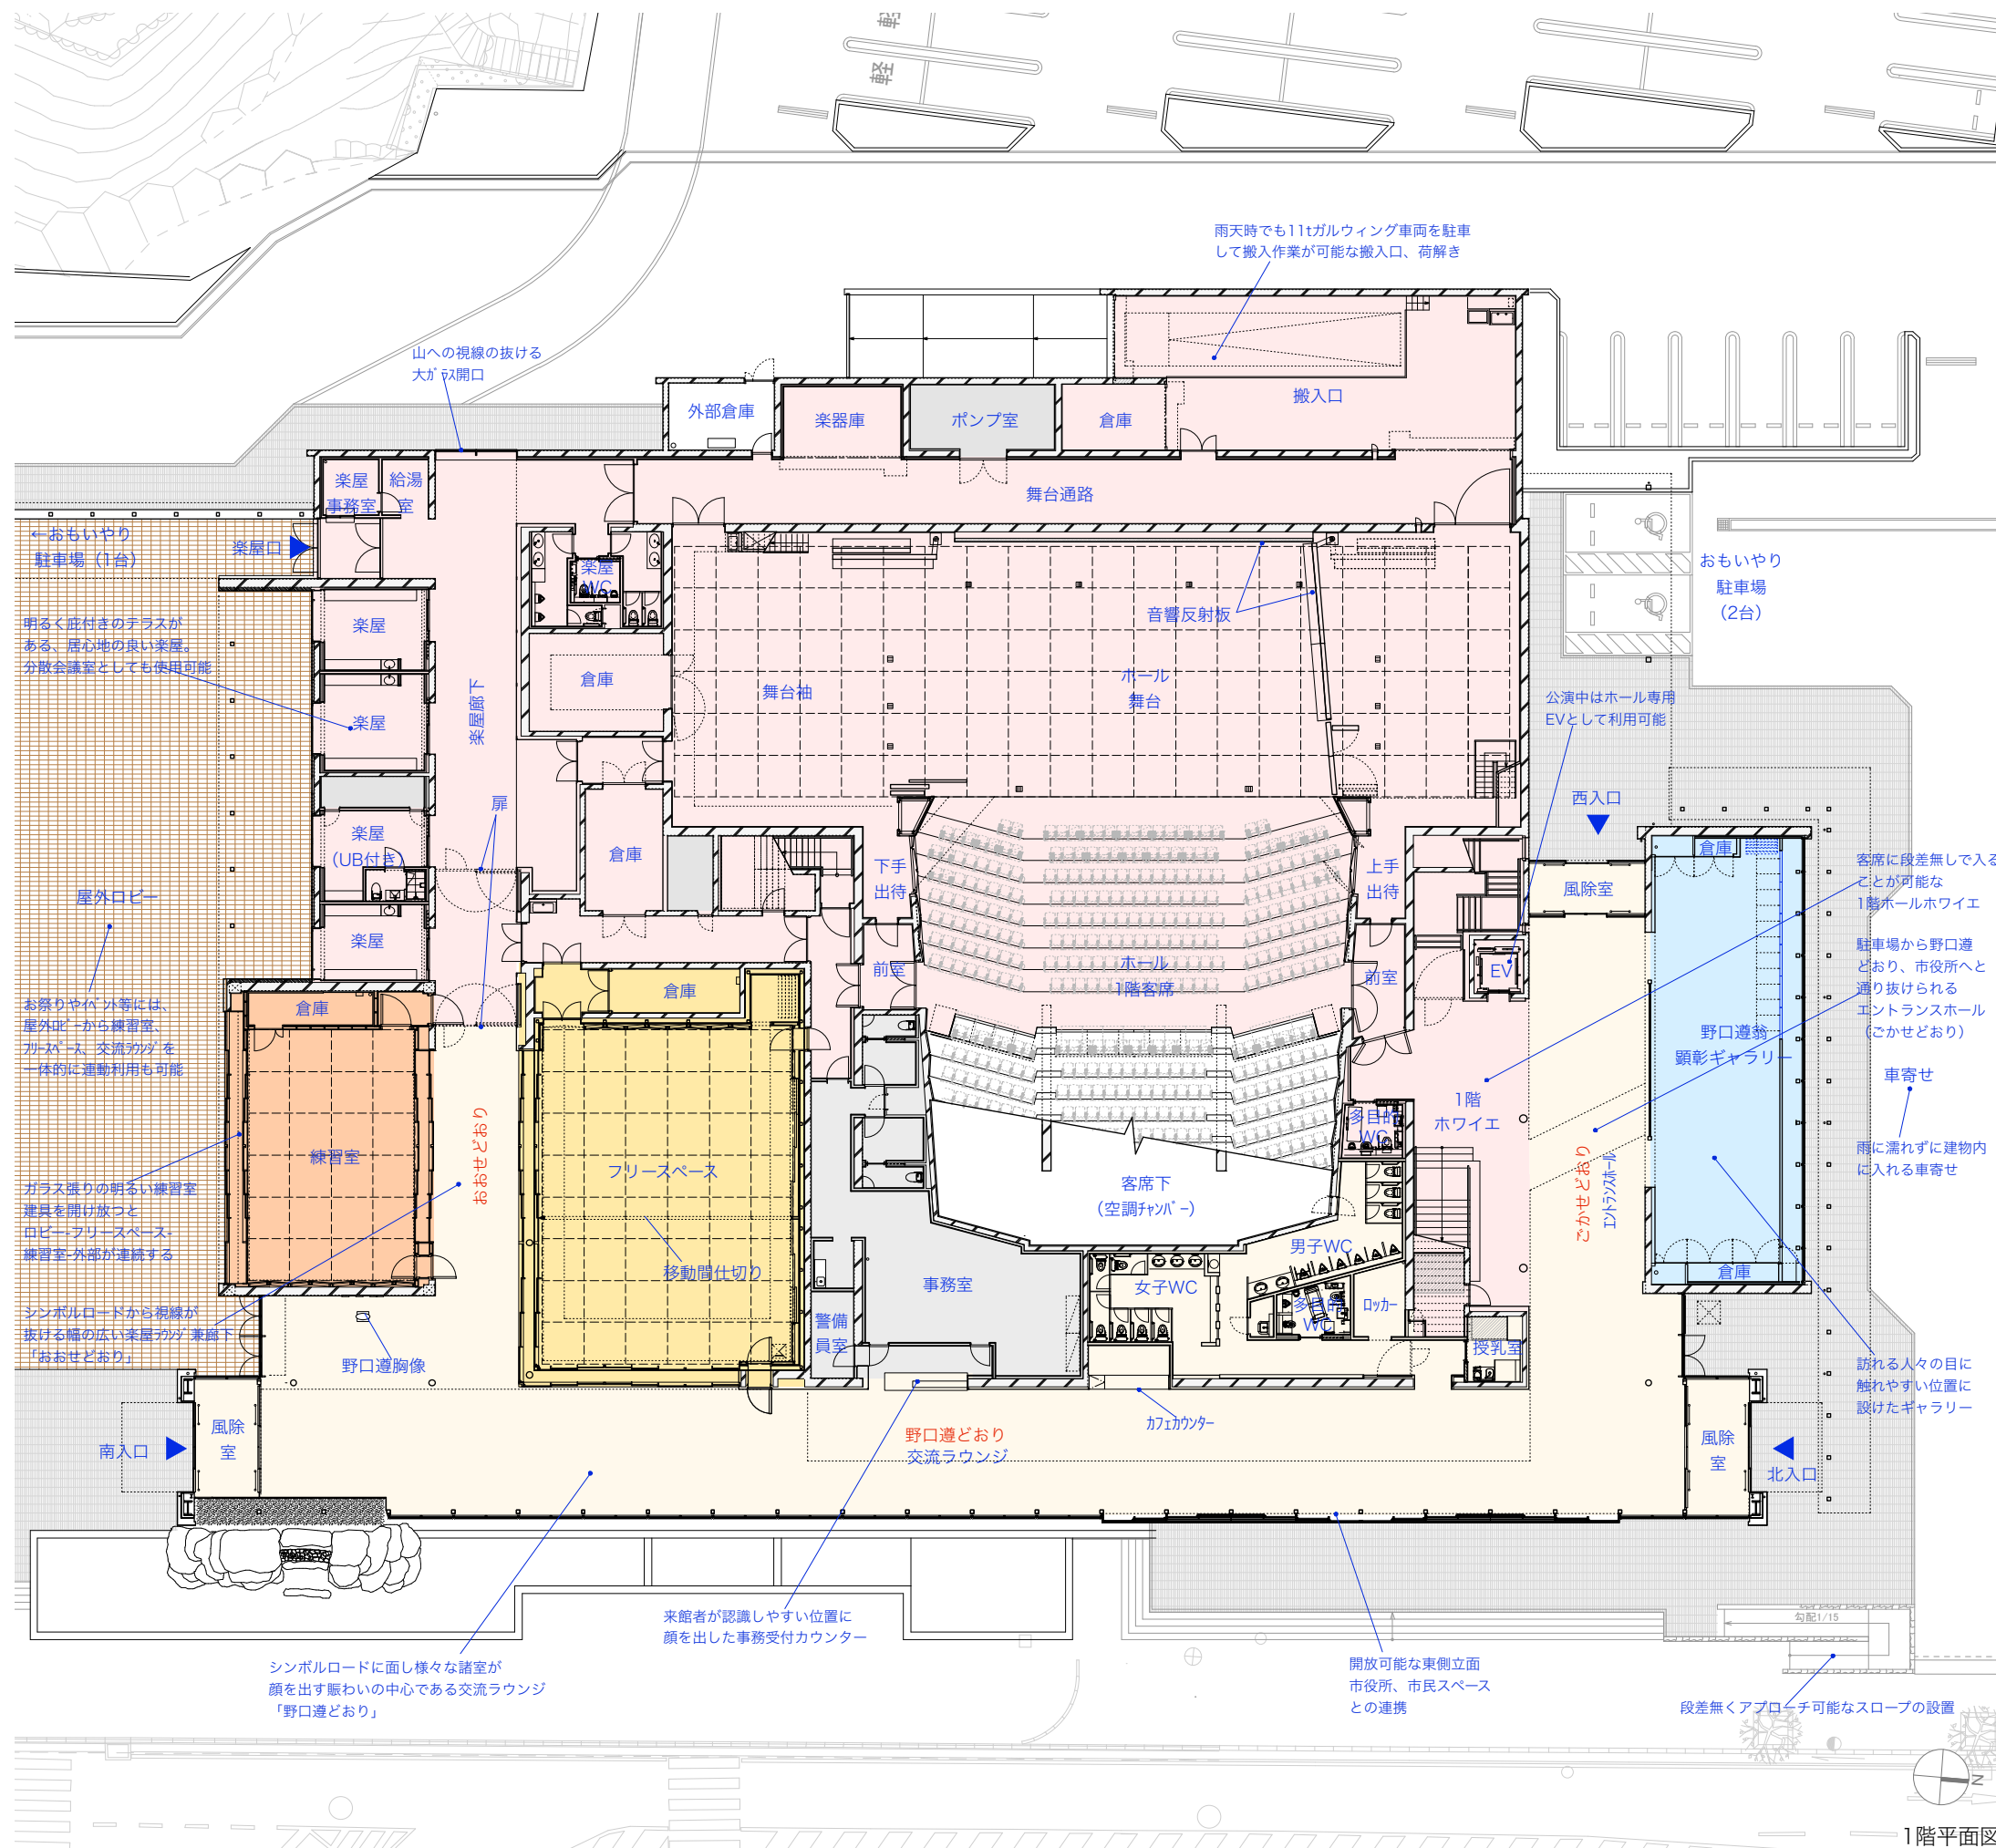 軽
軽
雨天時でも11tガルウィング車両を駐車
して搬入作業が可能な搬入口、荷解き
山への視線の抜ける
大ガラス開口
外部倉庫
楽器庫
ポンプ室
倉庫
搬入口
楽屋
事務室
給湯
室
舞台通路
←おもいやり
駐車場（1台）
楽屋口
楽屋
WC
おもいやり
駐車場
（2台）
音響反射板
明るく庇付きのテラスが
ある、居心地の良い楽屋。
分散会議室としても使用可能
楽屋
楽屋
楽屋廊下
倉庫
舞台袖
ホール
舞台
公演中はホール専用
EVとして利用可能
扉
西入口
楽屋
（UB付き）
倉庫
下手
出待
上手
出待
風除室
倉庫
客席に段差無しで入る
ことが可能な
1階ホールホワイエ
屋外ロビー
楽屋
前室
ホール
1階客席
前室
EV
駐車場から野口遵
どおり、市役所へと
通り抜けられる
エントランスホール
（ごかせどおり）
お祭りやイベント等には、
屋外ロビーから練習室、
フリースペース、交流ラウンジを
一体的に連動利用も可能
倉庫
倉庫
野口遵翁
顕彰ギャラリー
車寄せ
1階
ホワイエ
多目的
WC
おおせどおり
練習室
フリースペース
客席下
（空調チャンバー）
ごかせどおり
エントランスホール
雨に濡れずに建物内
に入れる車寄せ
ガラス張りの明るい練習室
建具を開け放つと
ロビー-フリースペース-
練習室-外部が連続する
移動間仕切り
事務室
男子WC
女子WC
多目的
WC
ロッカー
倉庫
シンボルロードから視線が
抜ける幅の広い楽屋ラウンジ兼廊下
「おおせどおり」
野口遵胸像
警備
員室
授乳室
訪れる人々の目に
触れやすい位置に
設けたギャラリー
南入口
風除
室
野口遵どおり
交流ラウンジ
カフェカウンター
風除
室
北入口
来館者が認識しやすい位置に
顔を出した事務受付カウンター
シンボルロードに面し様々な諸室が
顔を出す賑わいの中心である交流ラウンジ
「野口遵どおり」
開放可能な東側立面
市役所、市民スペース
との連携
勾配1/15
段差無くアプローチ可能なスロープの設置
N
1階平面図